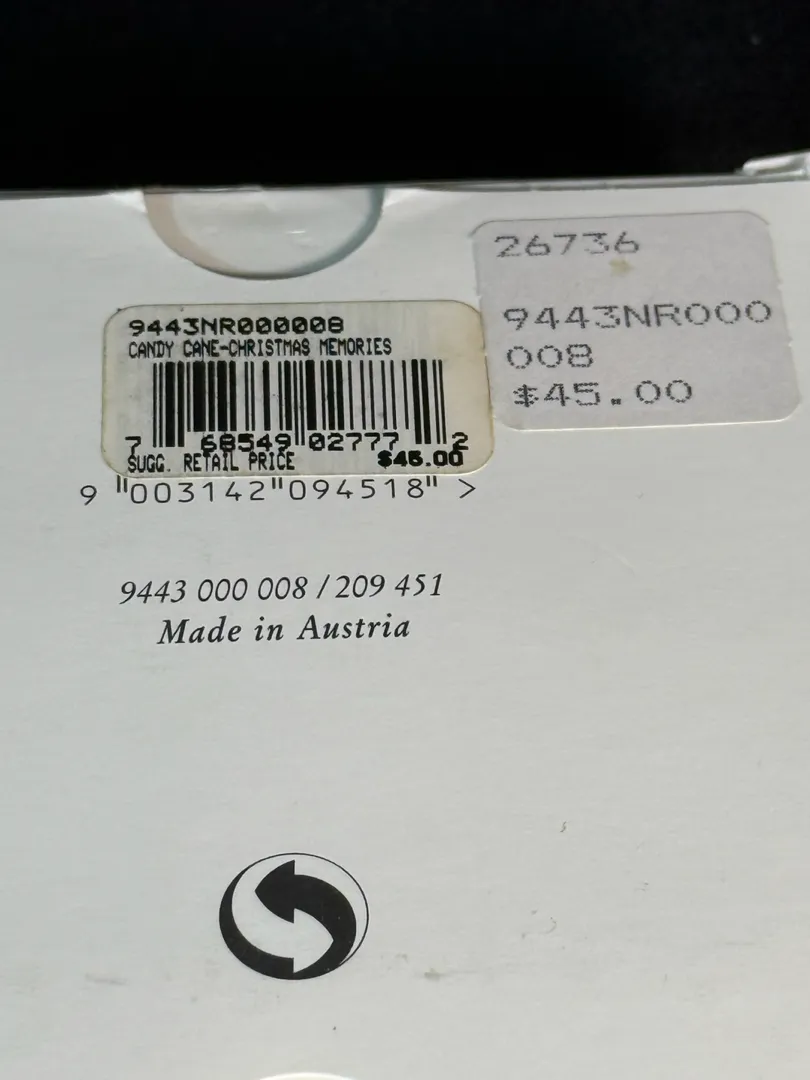 26736
9443NR000
008
$45.00
9443NR000008
CANDY CANE-CHRISTMAS MEMORIES
7 68549 02777 2
SUGG. RETAIL PRICE $45.00
9 "003142"094518" >
9443 000 008 / 209 451
Made in Austria